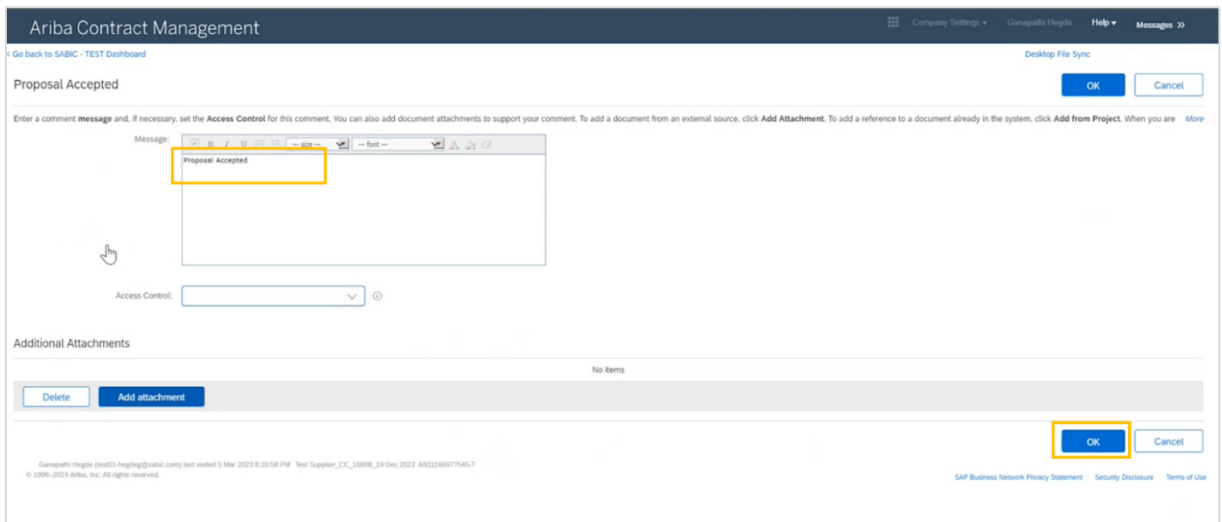 Ariba Contract Management
Company Settings ▾ Ganapathi Hegde Help ▾ Messages »
< Go back to SABIC - TEST Dashboard Desktop File Sync
Proposal Accepted OK Cancel
Enter a comment message and, if necessary, set the Access Control for this comment. You can also add document attachments to support your comment. To add a document from an external source, click Add Attachment. To add a reference to a document already in the system, click Add from Project. When you are More
Message: B I U — size — — font — A
Proposal Accepted
Access Control:
Additional Attachments
No items
Delete Add attachment
OK Cancel
Ganapathi Hegde (test01-hegdeg@sabic.com) last visited 5 Mar 2023 8:20:58 PM Test Supplier_CC_16808_19 Dec 2022 AN11166977545-T
© 1996–2019 Ariba, Inc. All rights reserved.
SAP Business Network Privacy Statement Security Disclosure Terms of Use